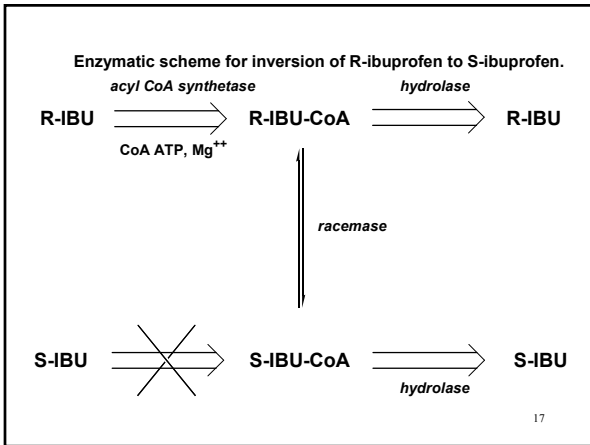 Enzymatic scheme for inversion of R-ibuprofen to S-ibuprofen.
acyl CoA synthetase hydrolase
R-IBU R-IBU-CoA R-IBU
CoA ATP, Mg++
racemase
S-IBU S-IBU-CoA S-IBU
hydrolase
17